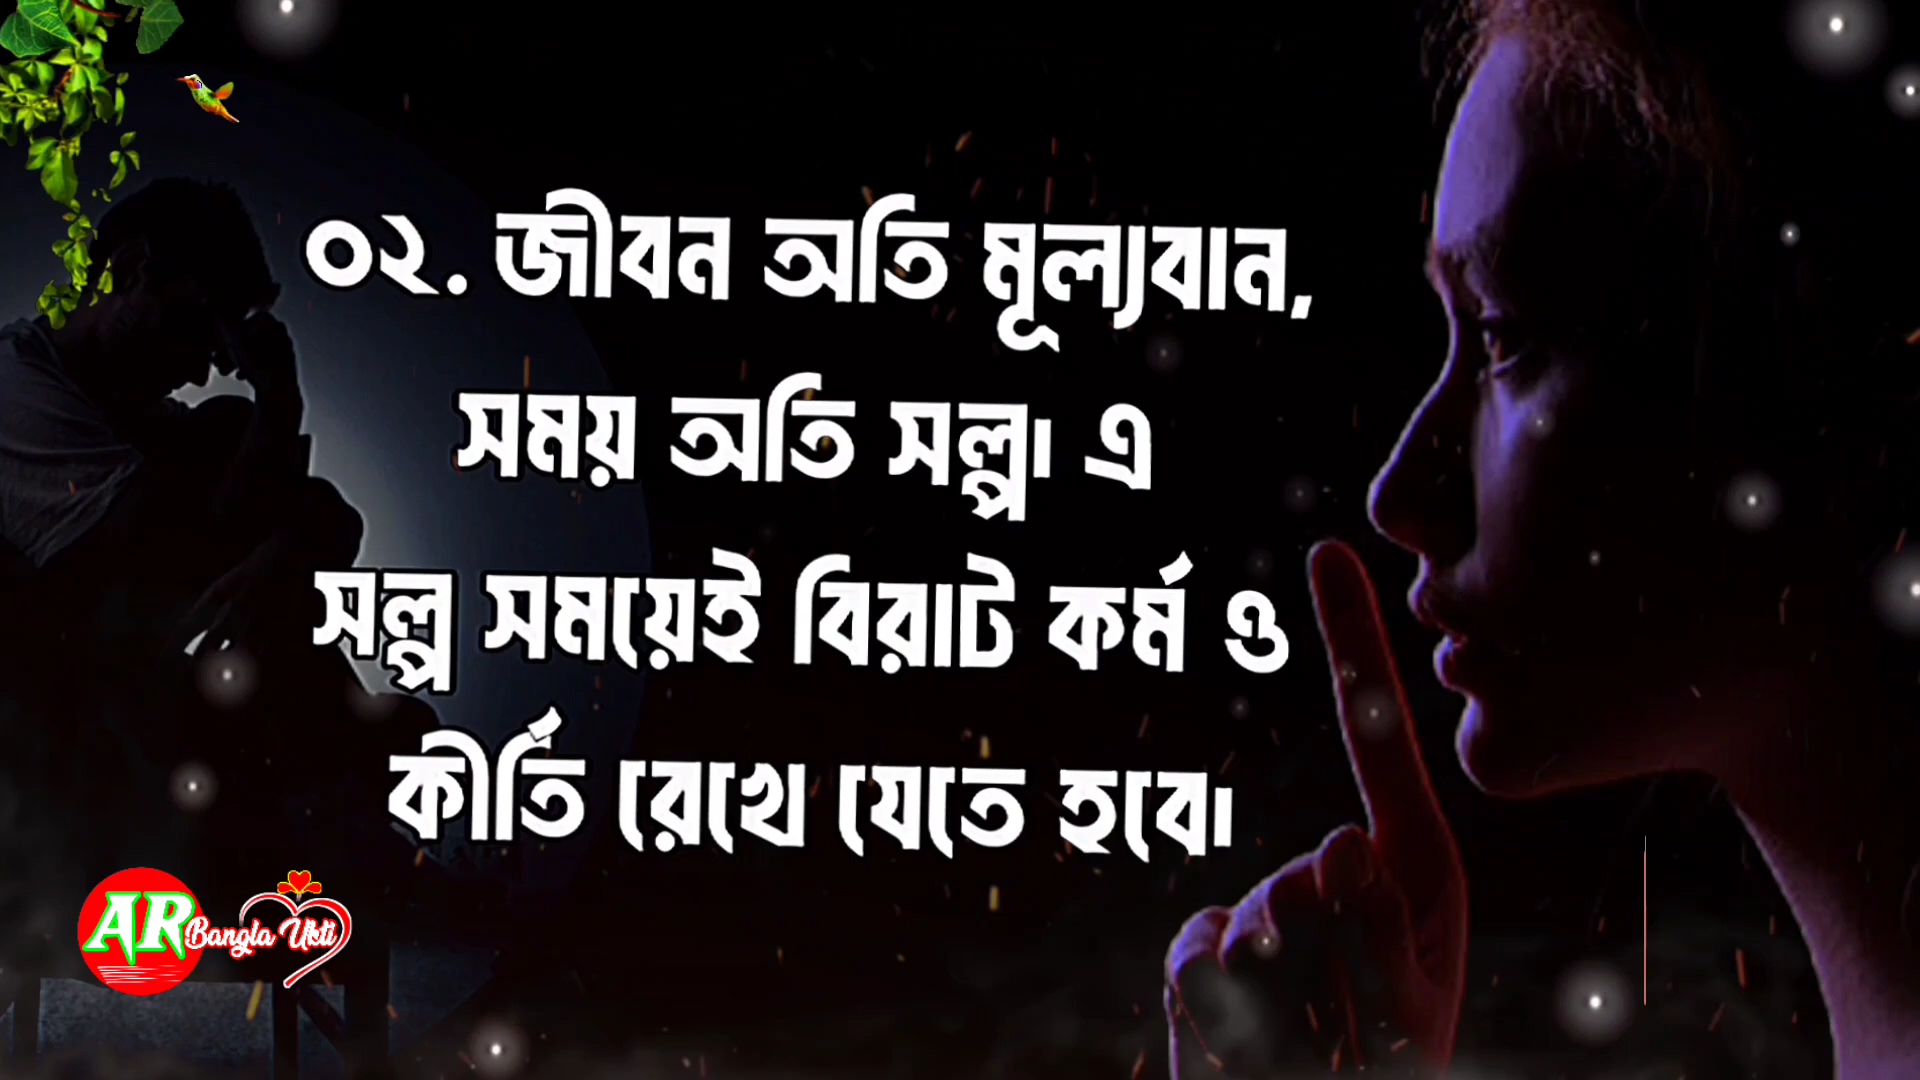 ০২. জীবন অতি মূল্যবান,
সময় অতি সল্প। এ
সল্প সময়েই বিরাট কর্ম ও
কীর্তি রেখে যেতে হবে।
AR Bangla Ukti